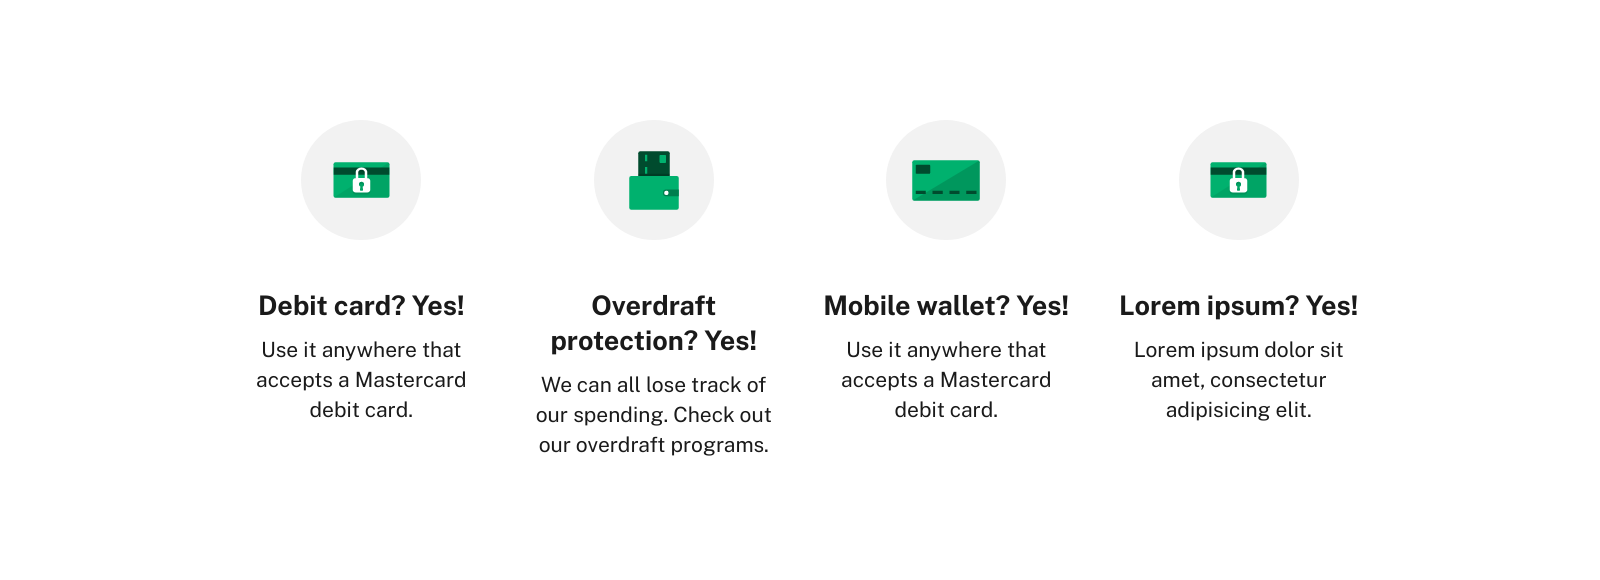 Debit card? Yes!
Use it anywhere that
accepts a Mastercard
debit card.
Overdraft
protection? Yes!
We can all lose track of
our spending. Check out
our overdraft programs.
Mobile wallet? Yes!
Use it anywhere that
accepts a Mastercard
debit card.
Lorem ipsum? Yes!
Lorem ipsum dolor sit
amet, consectetur
adipisicing elit.